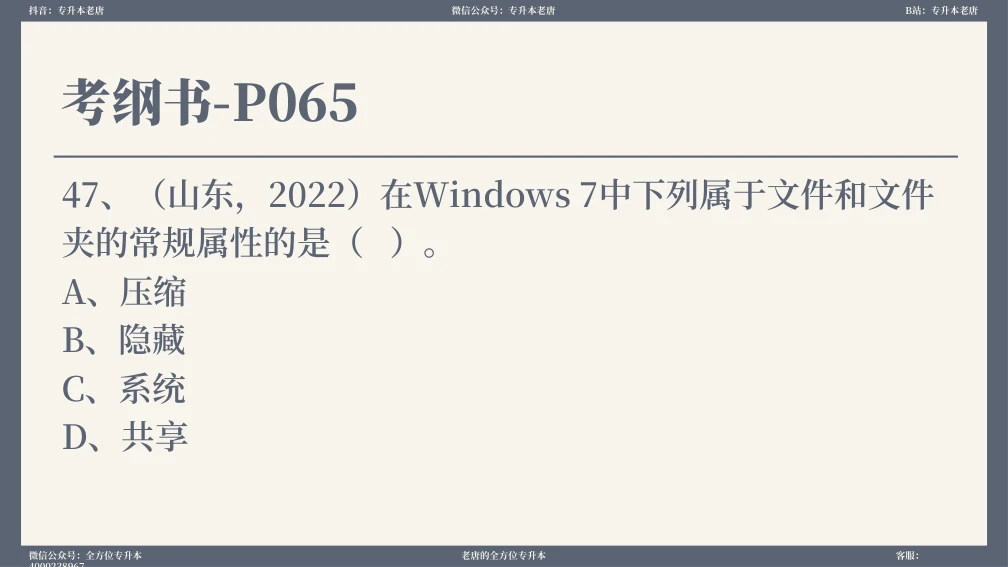 抖音：专升本老唐
微信公众号：专升本老唐
B站：专升本老唐
考纲书-P065
47、（山东，2022）在Windows 7中下列属于文件和文件
夹的常规属性的是（ ）。
A、压缩
B、隐藏
C、系统
D、共享
微信公众号：全方位专升本
老唐的全方位专升本
客服：
4000238967